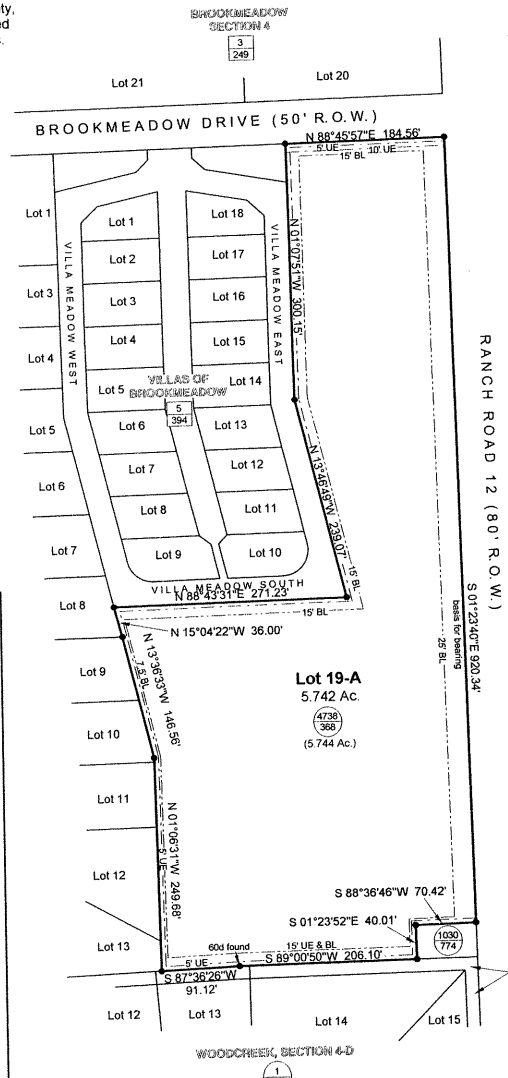 ty,
ed
s.
BROOKMEADOW
SECTION 4
3
249
Lot 21
Lot 20
BROOKMEADOW DRIVE (50' R.O.W.)
N 88°45'57"E 184.56'
5' UE
10' UE
15' BL
Lot 1
Lot 3
Lot 4
Lot 5
Lot 6
Lot 7
Lot 8
Lot 9
Lot 10
Lot 11
Lot 12
Lot 13
VILLA MEADOW WEST
Lot 1
Lot 2
Lot 3
Lot 4
Lot 5
Lot 6
Lot 7
Lot 8
Lot 9
Lot 18
Lot 17
Lot 16
Lot 15
Lot 14
Lot 13
Lot 12
Lot 11
Lot 10
VILLAS OF
BROOKMEADOW
5
394
VILLA MEADOW EAST
N 01°07'51"W 300.15'
N 13°46'49"W 239.07'
15' BL
VILLA MEADOW SOUTH
N 88°43'31"E 271.23'
15' BL
N 15°04'22"W 36.00'
N 13°36'33"W 146.56'
7.5' BL
N 01°06'31"W 249.68'
5' UE
Lot 19-A
5.742 Ac.
4738
368
(5.744 Ac.)
RANCH ROAD 12 (80' R.O.W.)
S 01°23'40"E 920.34'
basis for bearing
25' BL
S 88°36'46"W 70.42'
S 01°23'52"E 40.01'
1030
774
60d found
15' UE & BL
5' UE
S 89°00'50"W 206.10'
S 87°36'26"W
91.12'
Lot 12
Lot 13
Lot 14
Lot 15
WOODCREEK, SECTION 4-D
1